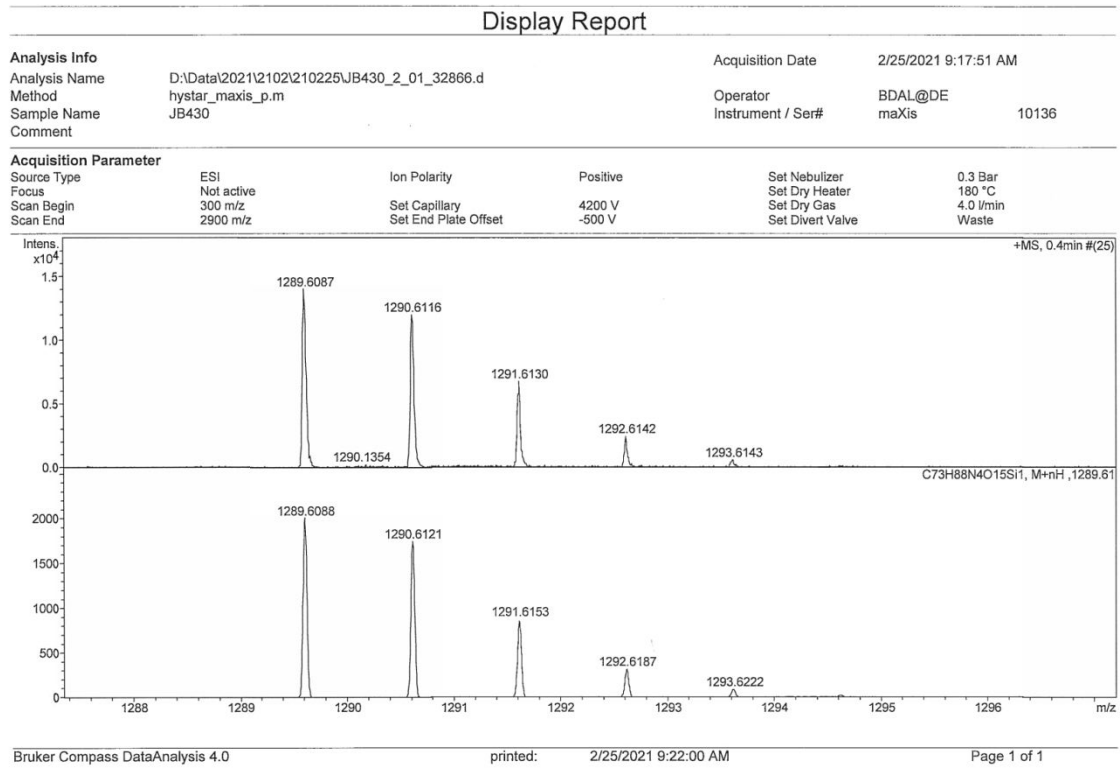 Display Report
Analysis Info
Acquisition Date 2/25/2021 9:17:51 AM
Analysis Name D:\Data\2021\2102\210225\JB430_2_01_32866.d
Method hystar_maxis_p.m Operator BDAL@DE
Sample Name JB430 Instrument / Ser# maXis 10136
Comment
Acquisition Parameter
Source Type ESI Ion Polarity Positive Set Nebulizer 0.3 Bar
Focus Not active Set Dry Heater 180 °C
Scan Begin 300 m/z Set Capillary 4200 V Set Dry Gas 4.0 l/min
Scan End 2900 m/z Set End Plate Offset -500 V Set Divert Valve Waste
Intens. +MS, 0.4min #(25)
x10⁴
1.5
1289.6087
1290.6116
1.0
1291.6130
0.5
1292.6142
1290.1354 1293.6143
0.0
C73H88N4O15Si1, M+nH ,1289.61
2000 1289.6088
1290.6121
1500
1000 1291.6153
500 1292.6187
1293.6222
0
1288 1289 1290 1291 1292 1293 1294 1295 1296 m/z
Bruker Compass DataAnalysis 4.0 printed: 2/25/2021 9:22:00 AM Page 1 of 1